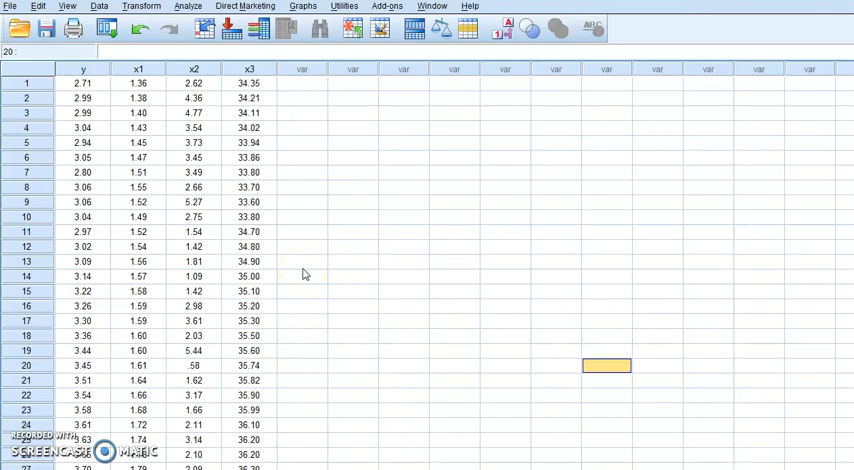 File Edit View Data Transform Analyze Direct Marketing Graphs Utilities Add-ons Window Help
20 :
y x1 x2 x3 var var var var var var var var var var var
1 2.71 1.36 2.62 34.35
2 2.99 1.38 4.36 34.21
3 2.99 1.40 4.77 34.11
4 3.04 1.43 3.54 34.02
5 2.94 1.45 3.73 33.94
6 3.05 1.47 3.45 33.86
7 2.80 1.51 3.49 33.80
8 3.06 1.55 2.66 33.70
9 3.06 1.52 5.27 33.60
10 3.04 1.49 2.75 33.80
11 2.97 1.52 1.54 34.70
12 3.02 1.54 1.42 34.80
13 3.09 1.56 1.81 34.90
14 3.14 1.57 1.09 35.00
15 3.22 1.58 1.42 35.10
16 3.26 1.59 2.98 35.20
17 3.30 1.59 3.61 35.30
18 3.36 1.60 2.03 35.50
19 3.44 1.60 5.44 35.60
20 3.45 1.61 .58 35.74
21 3.51 1.64 1.62 35.82
22 3.54 1.66 3.17 35.90
23 3.58 1.68 1.66 35.99
24 3.61 1.72 2.11 36.10
3.63 1.74 3.14 36.20
RECORDED WITH
SCREENCAST MATIC
2.10 36.20
27 3.70 1.79 2.09 36.30